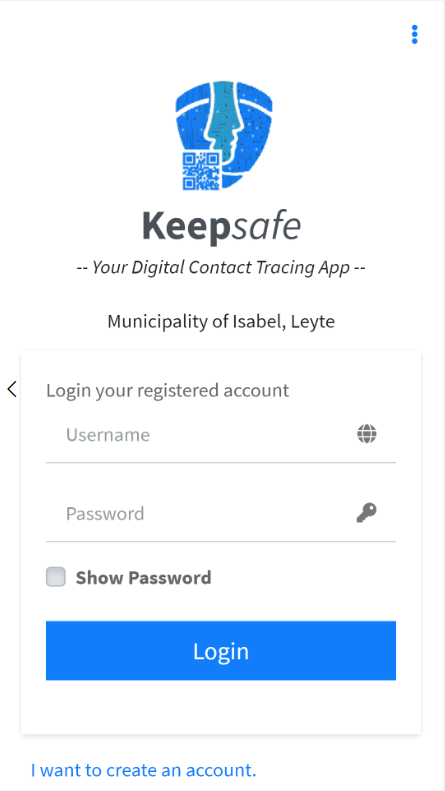 Keepsafe
-- Your Digital Contact Tracing App --
Municipality of Isabel, Leyte
Login your registered account
Username
Password
Show Password
Login
I want to create an account.